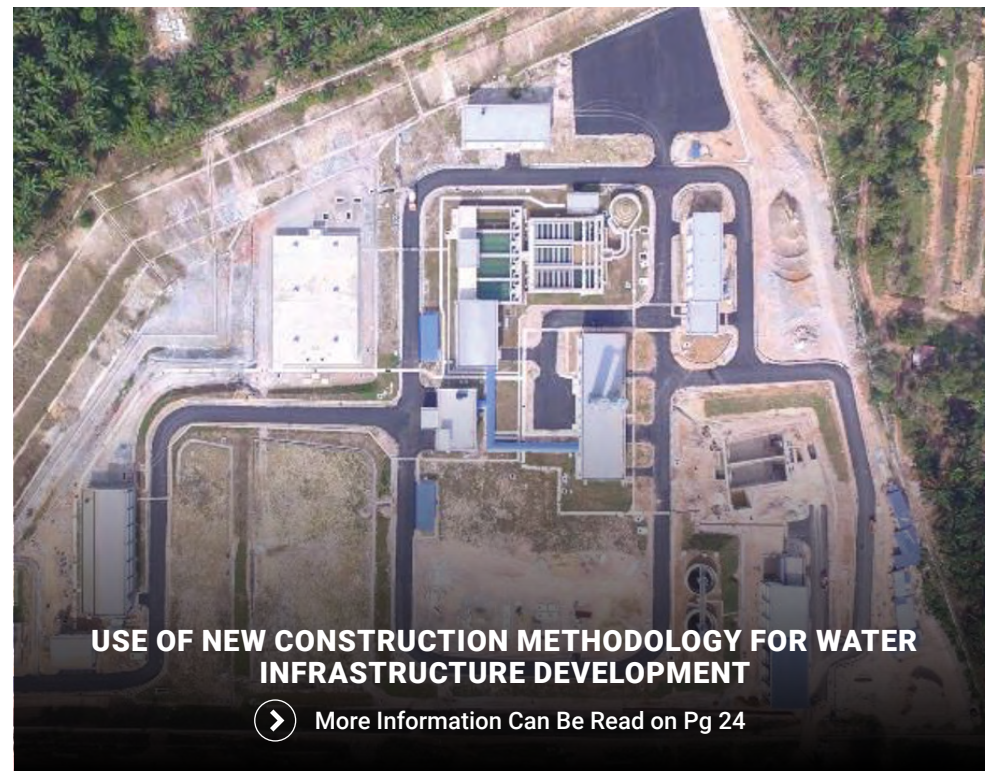 USE OF NEW CONSTRUCTION METHODOLOGY FOR WATER
INFRASTRUCTURE DEVELOPMENT
More Information Can Be Read on Pg 24